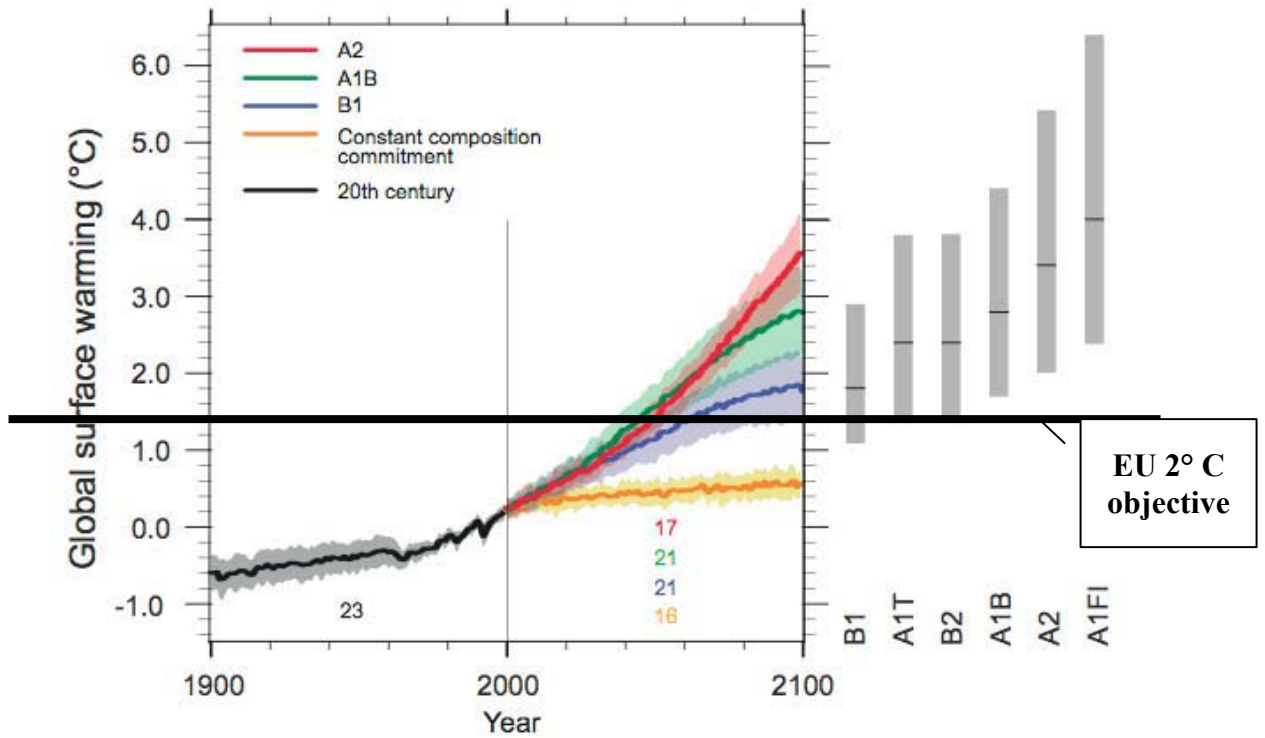 Global surface warming (°C)
6.0
5.0
4.0
3.0
2.0
1.0
0.0
-1.0
A2
A1B
B1
Constant composition
commitment
20th century
23
17
21
21
16
1900
2000
2100
Year
B1
A1T
B2
A1B
A2
A1FI
EU 2° C
objective